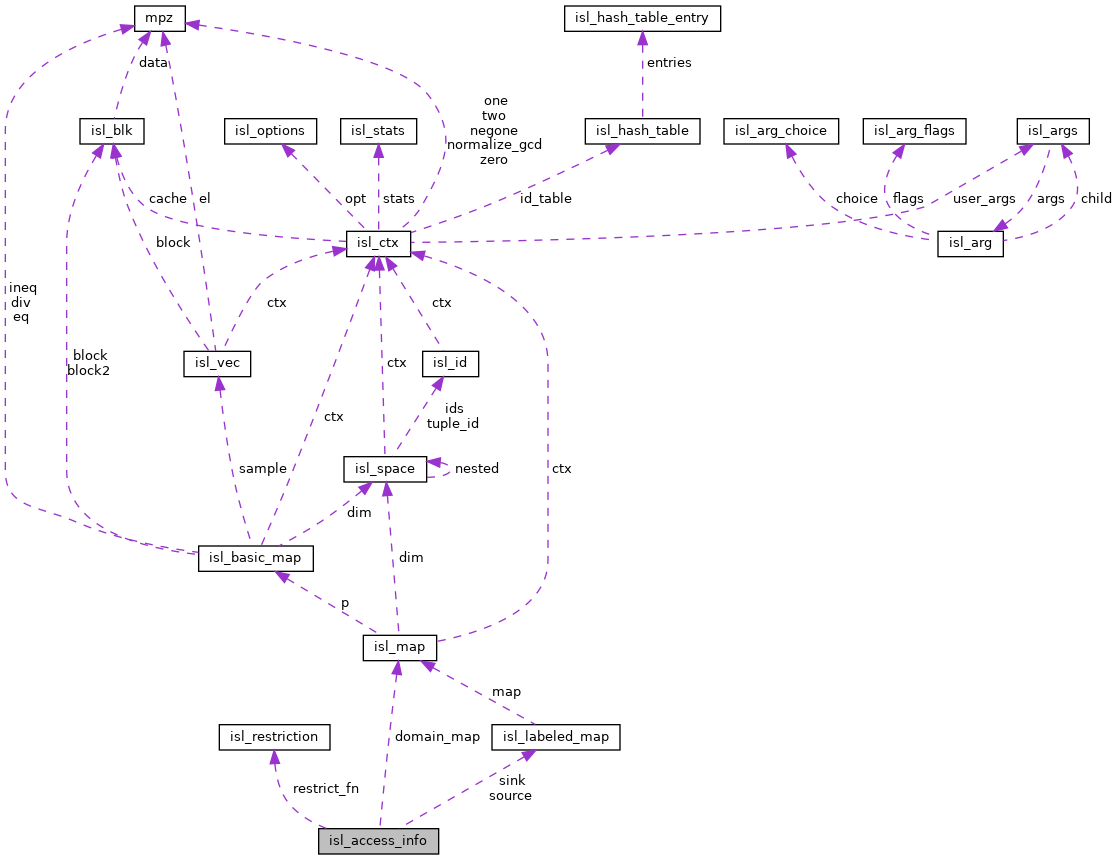 mpz
isl_hash_table_entry
data
entries
one
two
negone
normalize_gcd
zero
isl_blk
isl_options
isl_stats
isl_hash_table
isl_arg_choice
isl_arg_flags
isl_args
cache
el
opt
stats
id_table
choice
flags
user_args
args
child
block
isl_ctx
isl_arg
ineq
div
eq
ctx
ctx
block
block2
isl_vec
ctx
isl_id
ids
tuple_id
ctx
sample
isl_space
nested
ctx
dim
isl_basic_map
dim
p
isl_map
map
isl_restriction
domain_map
isl_labeled_map
restrict_fn
sink
source
isl_access_info